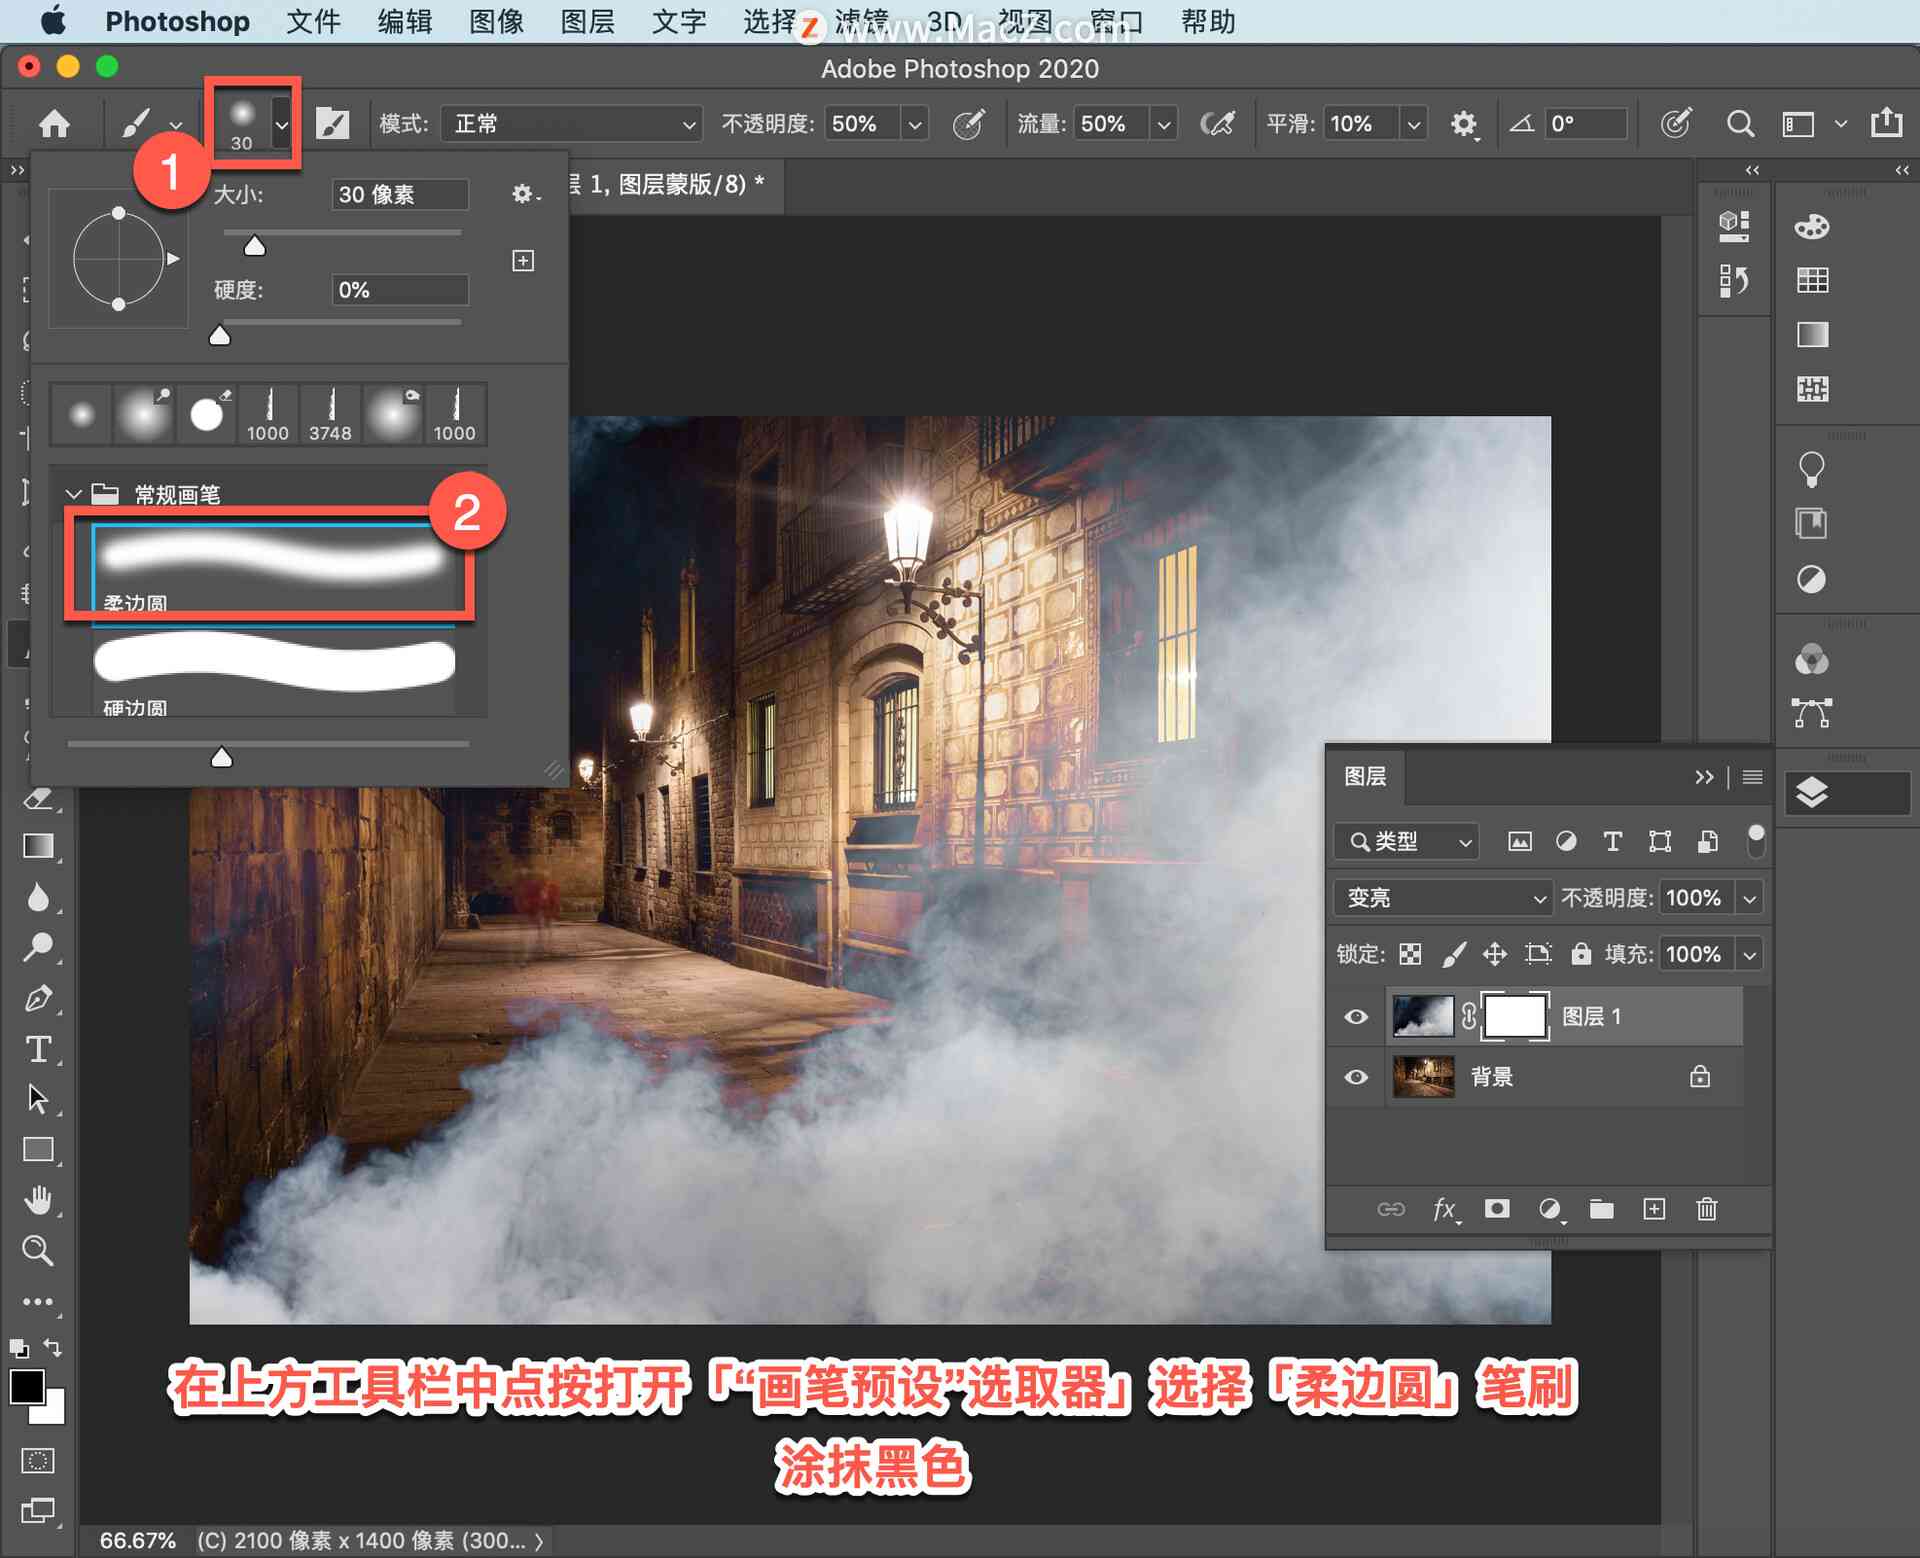 Photoshop 文件 编辑 图像 图层 文字 选择 滤镜 3D 视图 窗口 帮助
www.MacZ.com
Adobe Photoshop 2020
30
模式: 正常 不透明度: 50% 流量: 50% 平滑: 10% 0°
1
层 1, 图层蒙版/8) *
大小: 30 像素
硬度: 0%
1000 3748 1000
常规画笔
2
柔边圆
硬边圆
图层
类型
变亮 不透明度: 100%
锁定: 填充: 100%
图层 1
背景
fx
在上方工具栏中点按打开「“画笔预设”选取器」选择「柔边圆」笔刷
涂抹黑色
66.67% (C) 2100 像素 x 1400 像素 (300...